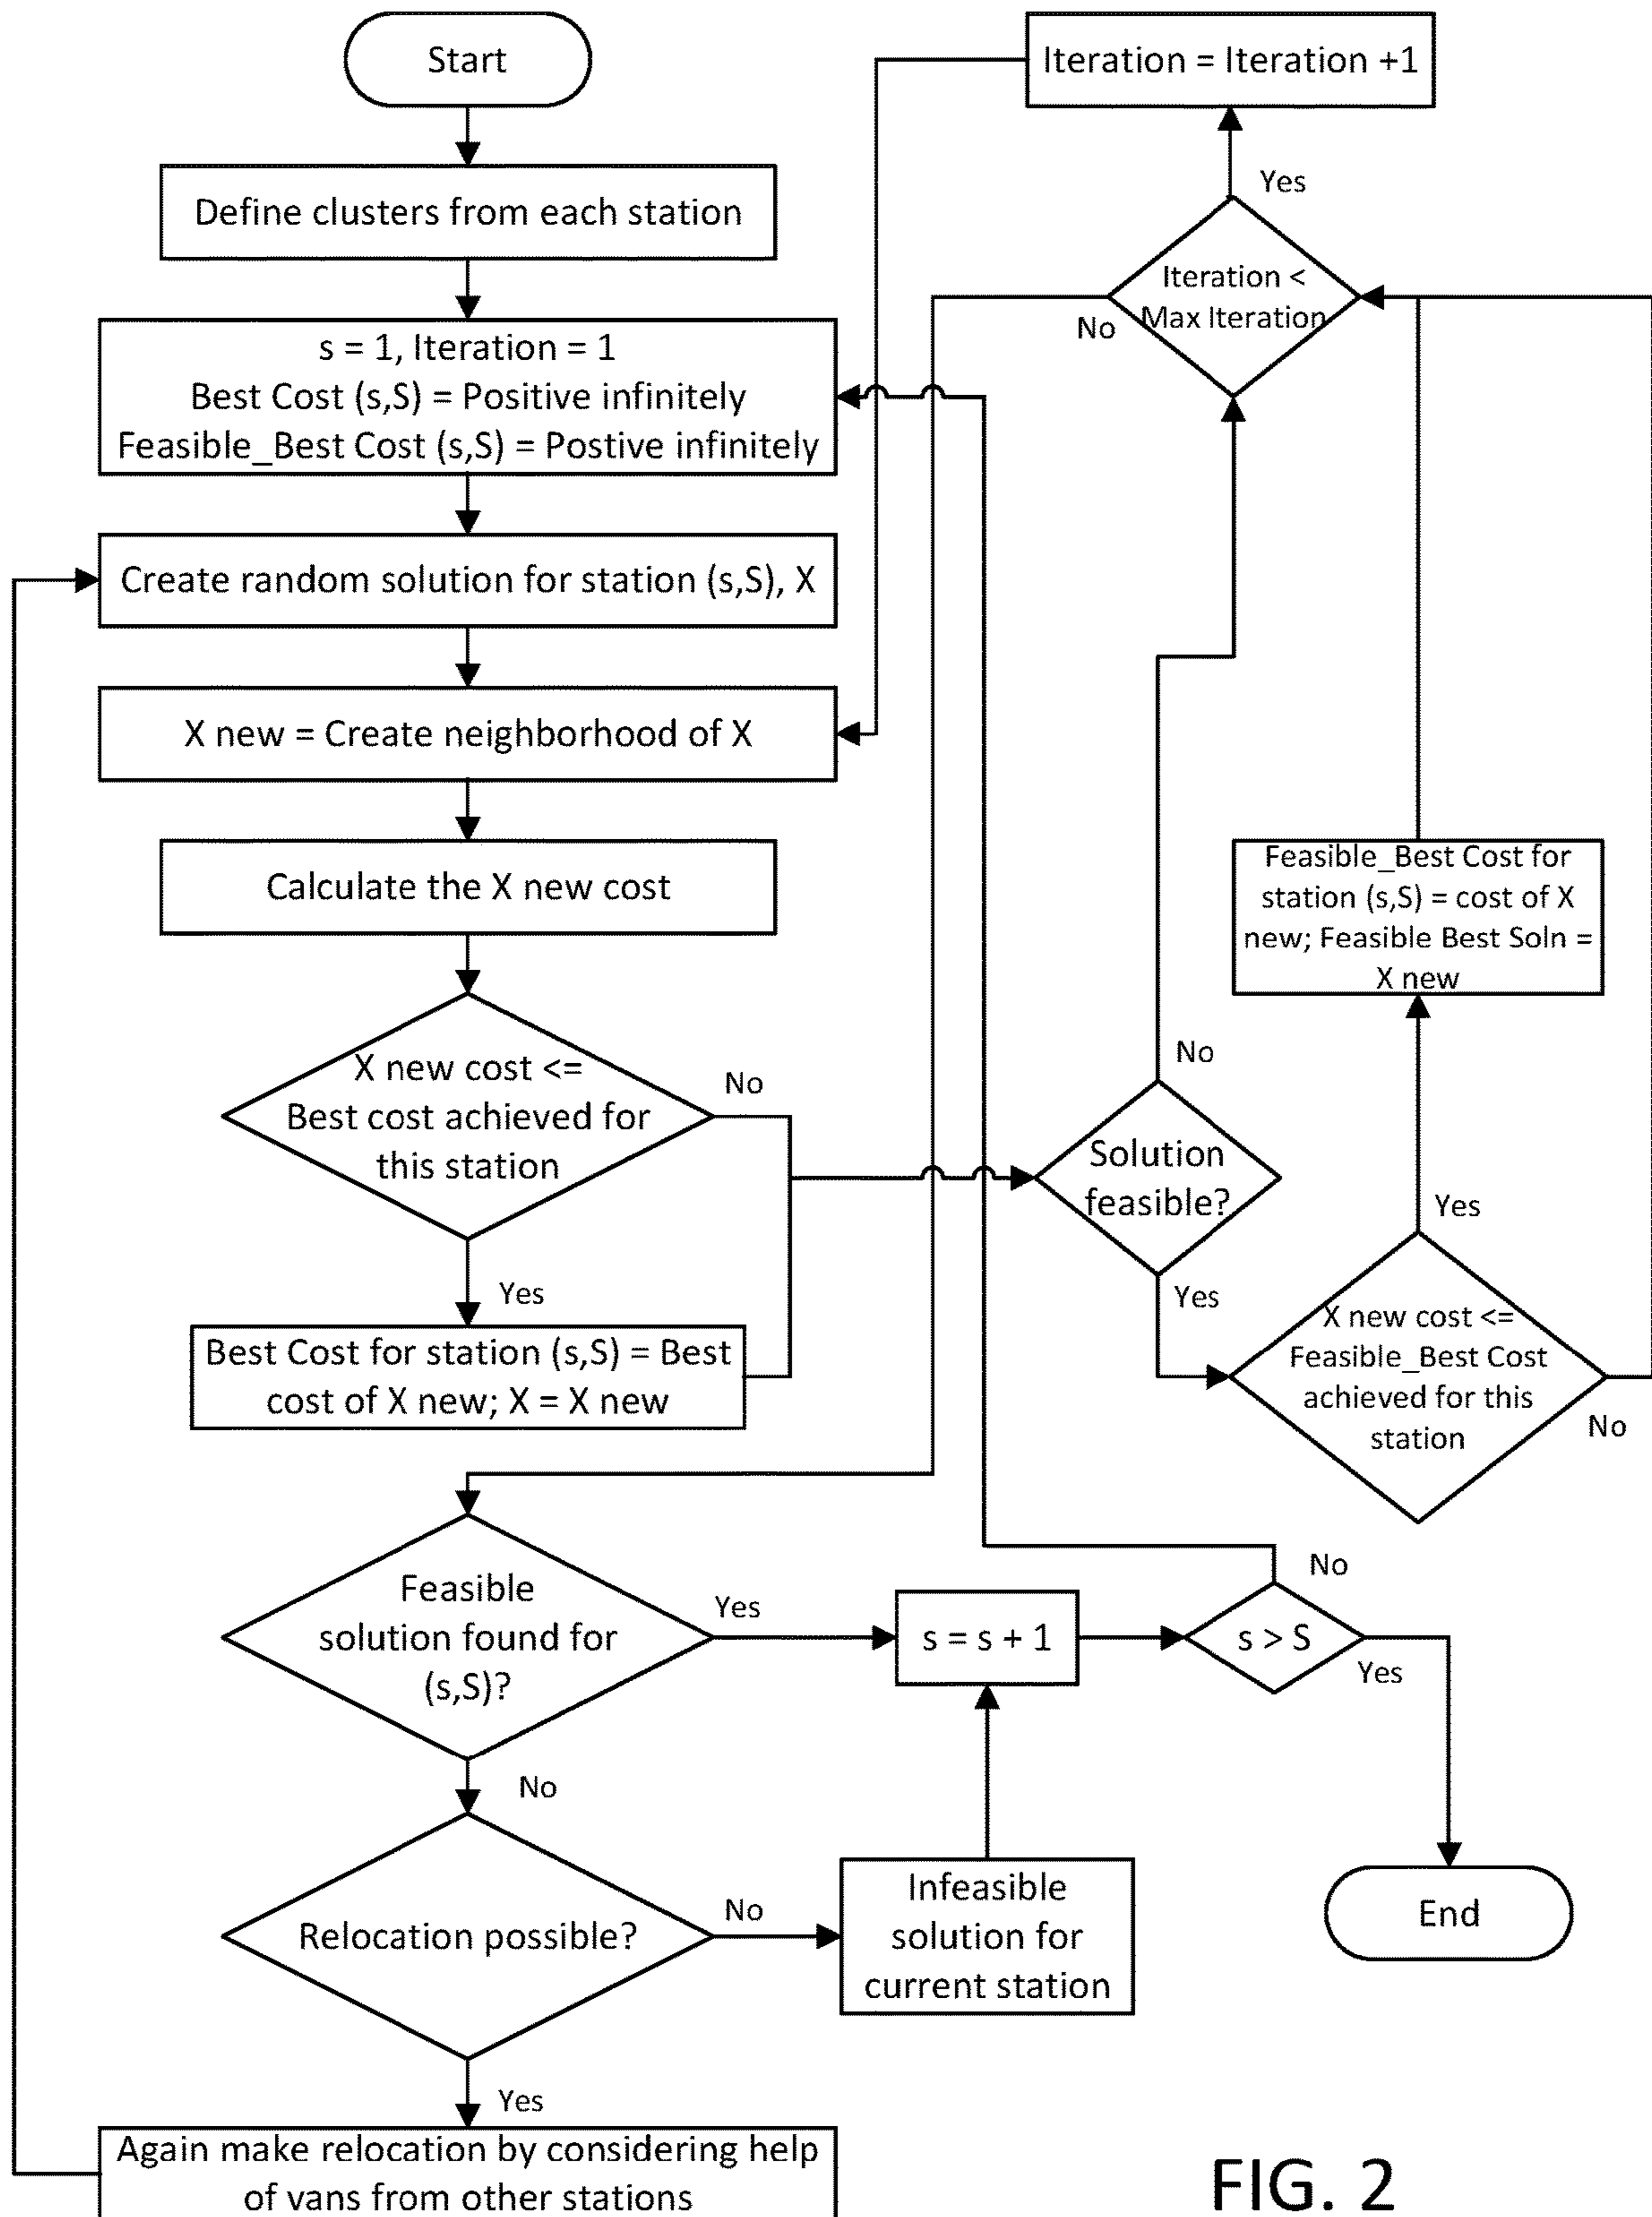 Start
Define clusters from each station
s = 1, Iteration = 1
Best Cost (s,S) = Positive infinitely
Feasible_Best Cost (s,S) = Postive infinitely
Create random solution for station (s,S), X
X new = Create neighborhood of X
Calculate the X new cost
X new cost <=
Best cost achieved for
this station
No
Yes
Best Cost for station (s,S) = Best
cost of X new; X = X new
Iteration = Iteration +1
Yes
Iteration <
Max Iteration
No
Feasible_Best Cost for
station (s,S) = cost of X
new; Feasible Best Soln =
X new
No
Solution
feasible?
Yes
Yes
X new cost <=
Feasible_Best Cost
achieved for this
station
No
Feasible
solution found for
(s,S)?
Yes
No
s = s + 1
No
s > S
Yes
Relocation possible?
No
Yes
Infeasible
solution for
current station
End
Again make relocation by considering help
of vans from other stations
FIG. 2